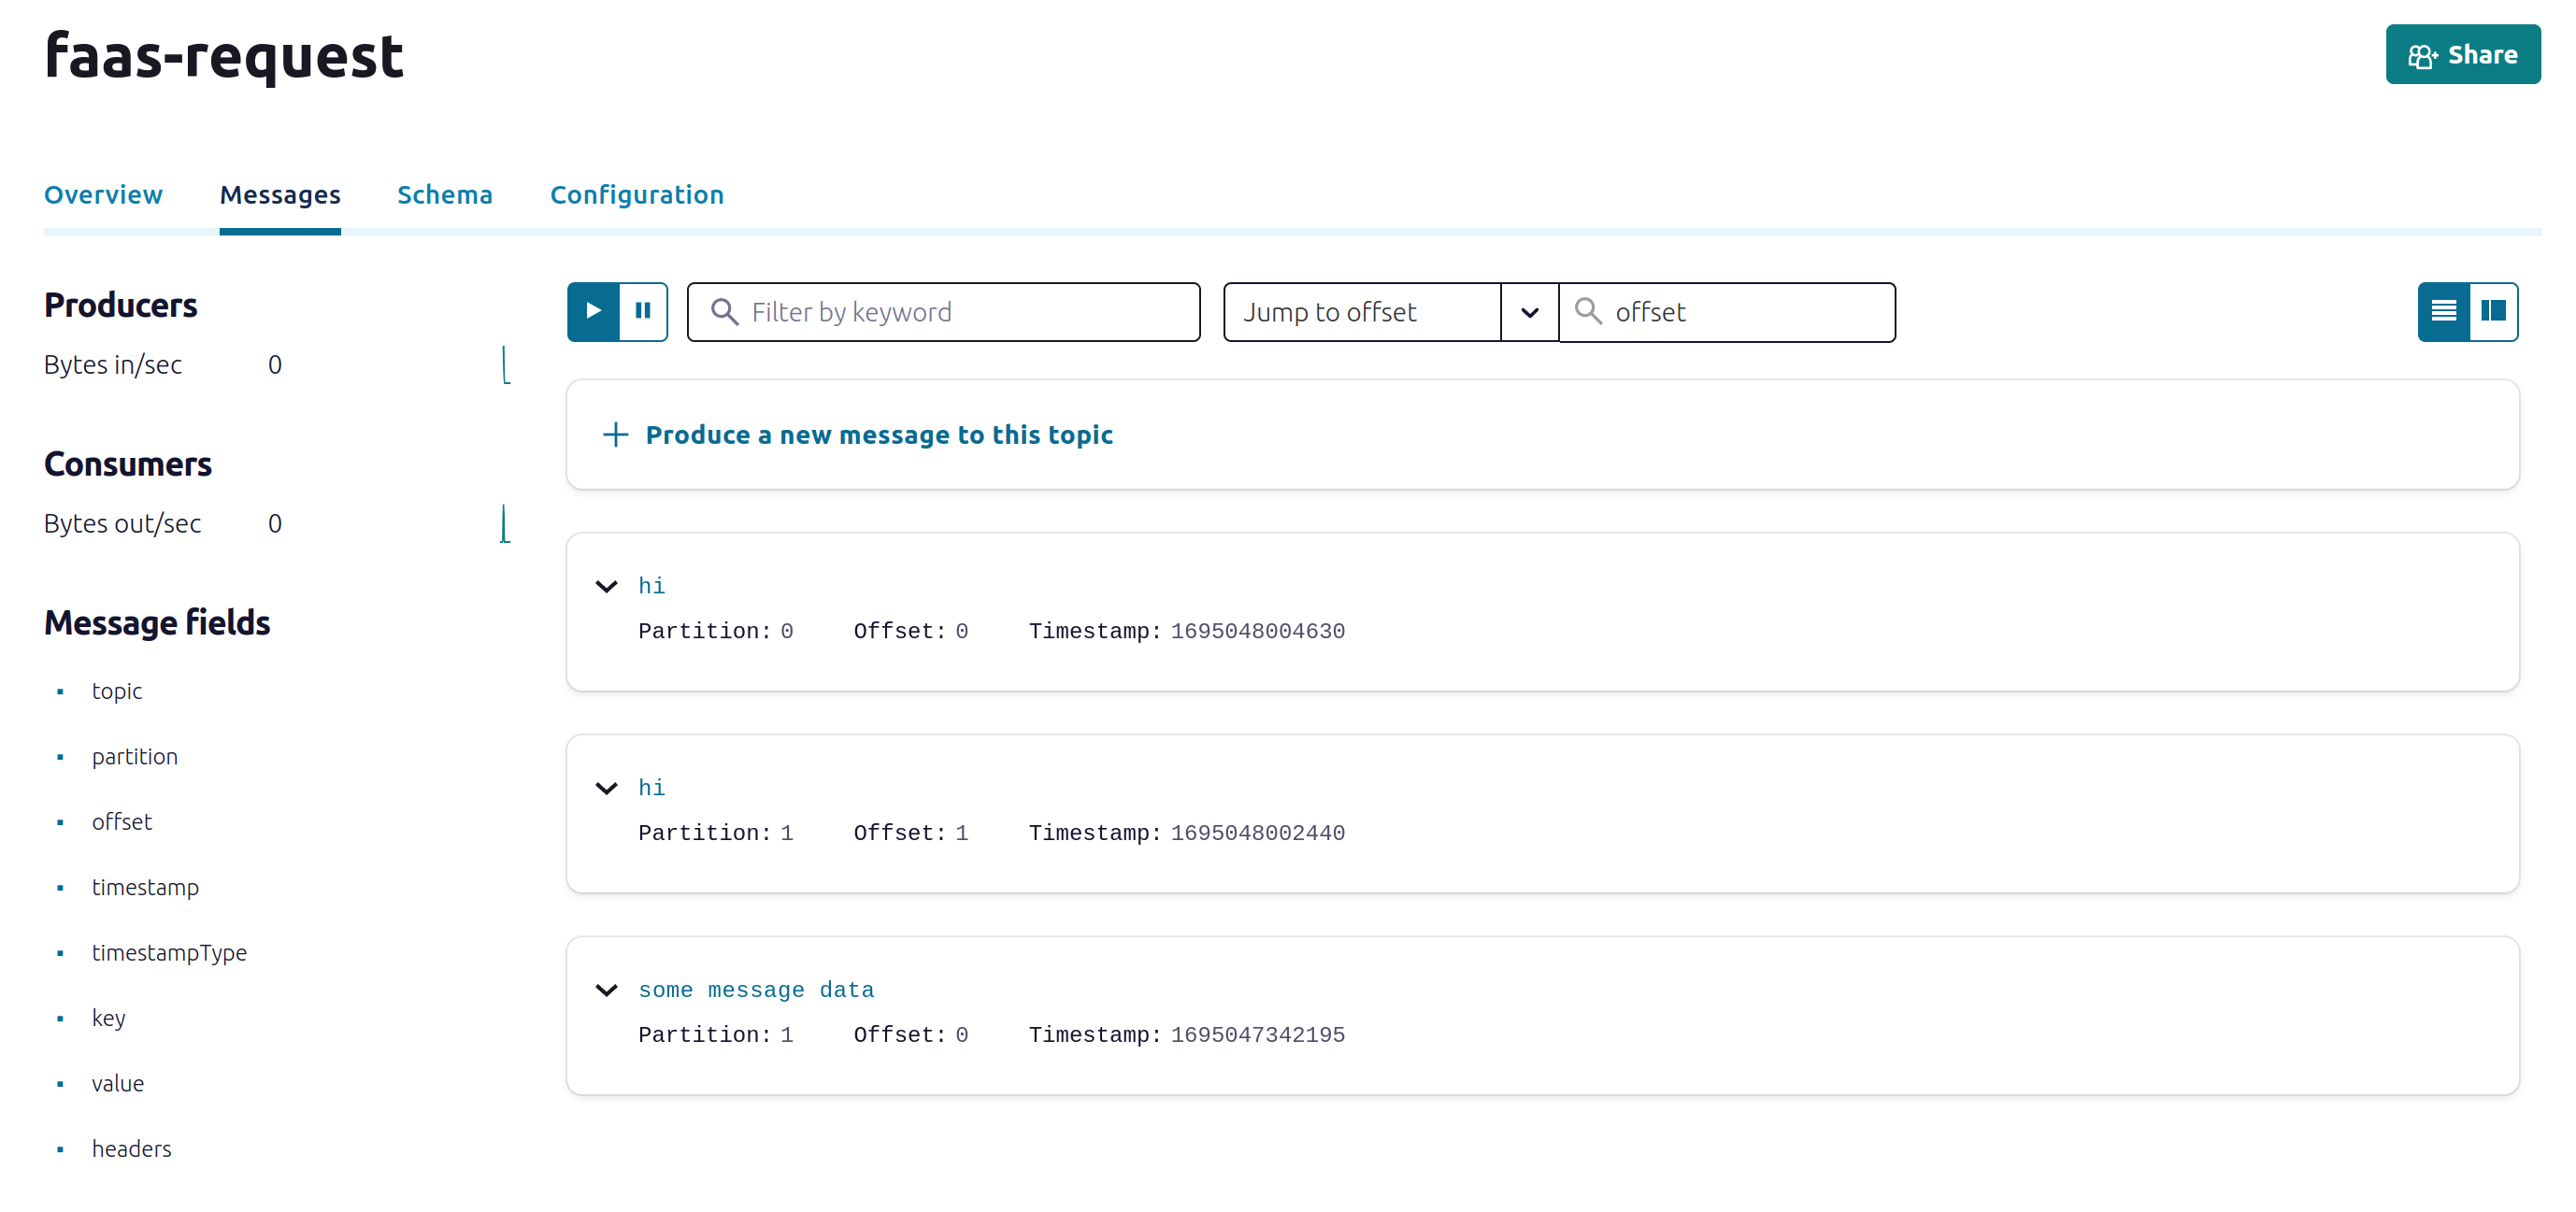 faas-request
Share
Overview Messages Schema Configuration
Producers
Bytes in/sec 0
Consumers
Bytes out/sec 0
Message fields
topic
partition
offset
timestamp
timestampType
key
value
headers
Filter by keyword
Jump to offset
offset
Produce a new message to this topic
hi
Partition: 0 Offset: 0 Timestamp: 1695048004630
hi
Partition: 1 Offset: 1 Timestamp: 1695048002440
some message data
Partition: 1 Offset: 0 Timestamp: 1695047342195